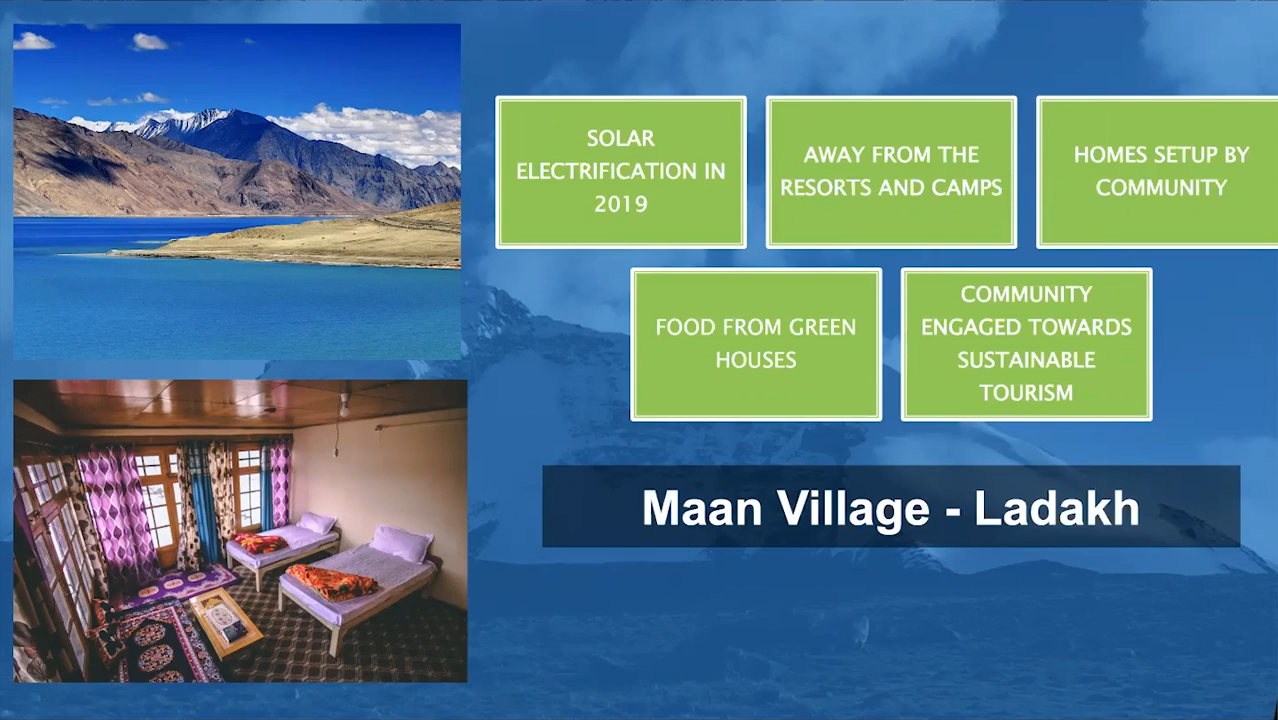 SOLAR
ELECTRIFICATION IN
2019
AWAY FROM THE
RESORTS AND CAMPS
HOMES SETUP BY
COMMUNITY
FOOD FROM GREEN
HOUSES
COMMUNITY
ENGAGED TOWARDS
SUSTAINABLE
TOURISM
Maan Village - Ladakh